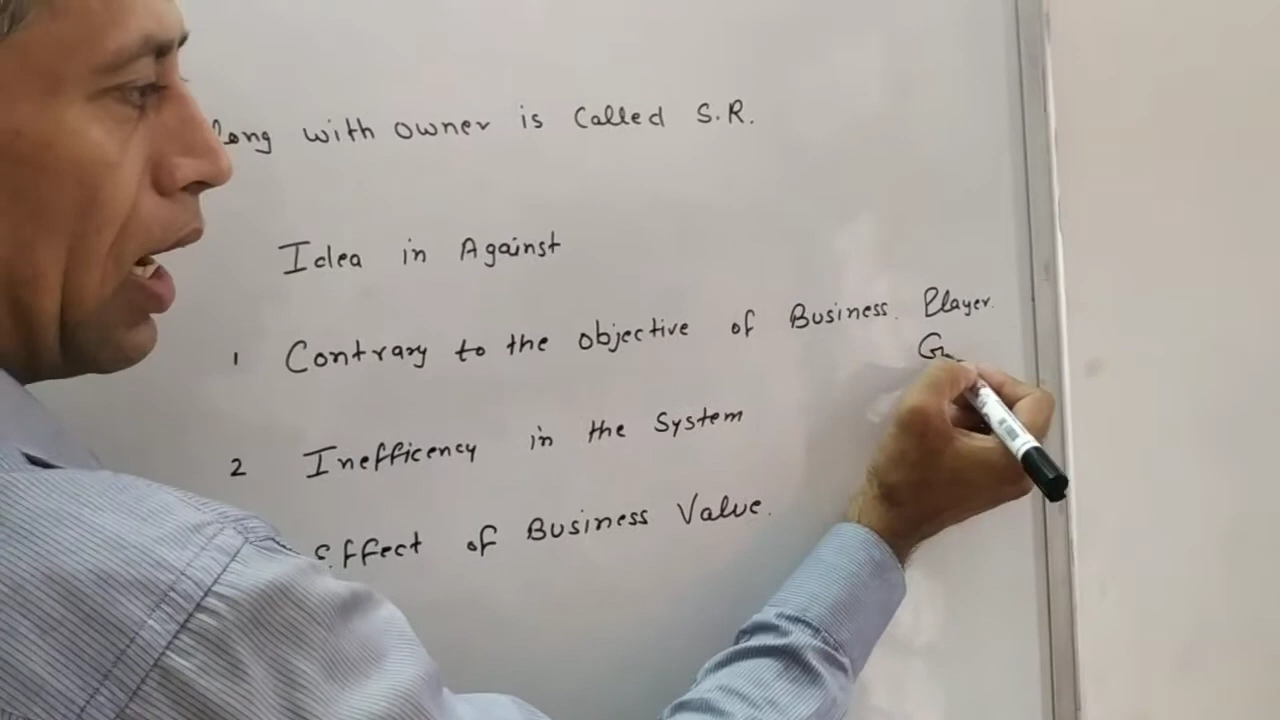 long with owner is Called S.R.
Idea in Against
1 Contrary to the objective of Business. Player.
2 Inefficency in the System
Effect of Business Value.